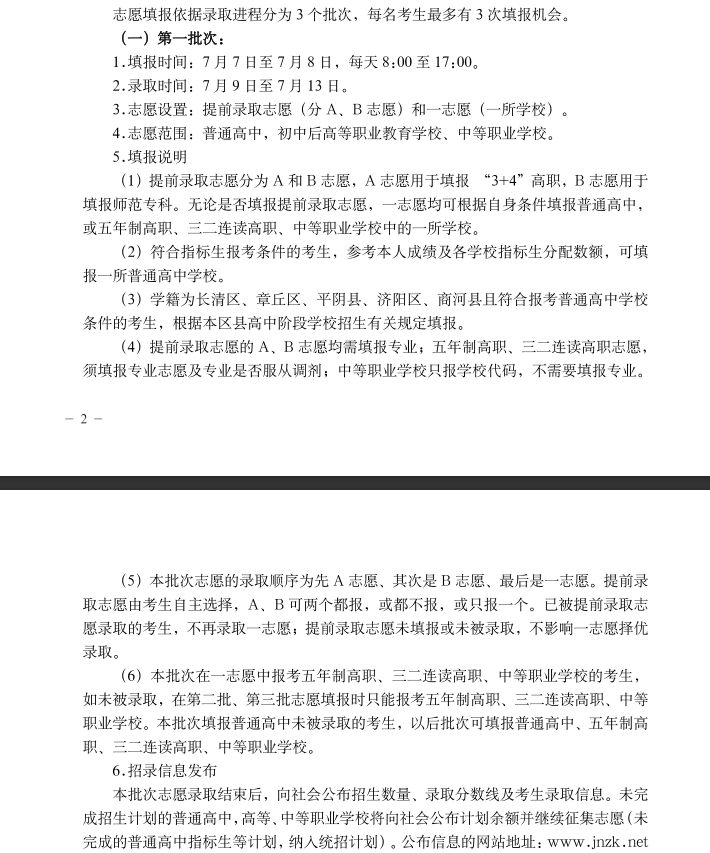 志愿填报依据录取进程分为 3 个批次，每名考生最多有 3 次填报机会。
（一）第一批次：
1.填报时间：7 月 7 日至 7 月 8 日，每天 8:00 至 17:00。
2.录取时间：7 月 9 日至 7 月 13 日。
3.志愿设置：提前录取志愿（分 A、B 志愿）和一志愿（一所学校）。
4.志愿范围：普通高中，初中后高等职业教育学校、中等职业学校。
5.填报说明
（1）提前录取志愿分为 A 和 B 志愿，A 志愿用于填报 “3+4”高职，B 志愿用于
填报师范专科。无论是否填报提前录取志愿，一志愿均可根据自身条件填报普通高中，
或五年制高职、三二连读高职、中等职业学校中的一所学校。
（2）符合指标生报考条件的考生，参考本人成绩及各学校指标生分配数额，可填
报一所普通高中学校。
（3）学籍为长清区、章丘区、平阴县、济阳区、商河县且符合报考普通高中学校
条件的考生，根据本区县高中阶段学校招生有关规定填报。
（4）提前录取志愿的 A、B 志愿均需填报专业；五年制高职、三二连读高职志愿，
须填报专业志愿及专业是否服从调剂；中等职业学校只报学校代码，不需要填报专业。
— 2 —
（5）本批次志愿的录取顺序为先 A 志愿、其次是 B 志愿、最后是一志愿。提前录
取志愿由考生自主选择，A、B 可两个都报，或都不报，或只报一个。已被提前录取志
愿录取的考生，不再录取一志愿；提前录取志愿未填报或未被录取，不影响一志愿择优
录取。
（6）本批次在一志愿中报考五年制高职、三二连读高职、中等职业学校的考生，
如未被录取，在第二批、第三批志愿填报时只能报考五年制高职、三二连读高职、中等
职业学校。本批次填报普通高中未被录取的考生，以后批次可填报普通高中、五年制高
职、三二连读高职、中等职业学校。
6.招录信息发布
本批次志愿录取结束后，向社会公布招生数量、录取分数线及考生录取信息。未完
成招生计划的普通高中，高等、中等职业学校将向社会公布计划余额并继续征集志愿（未
完成的普通高中指标生等计划，纳入统招计划）。公布信息的网站地址：www.jnzk.net